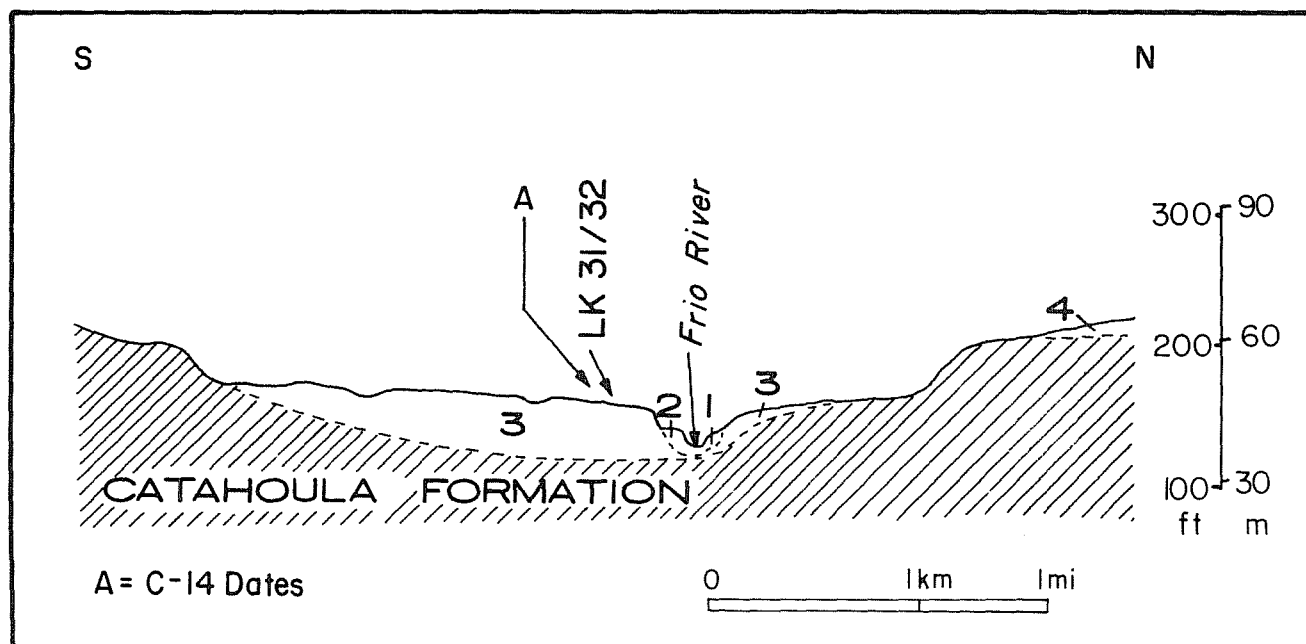 S N
A
LK 31/32
Frio River
300 90
4
200 60
2 1 3
3
CATAHOULA FORMATION
100 30
ft m
A = C-14 Dates
0 1km 1mi